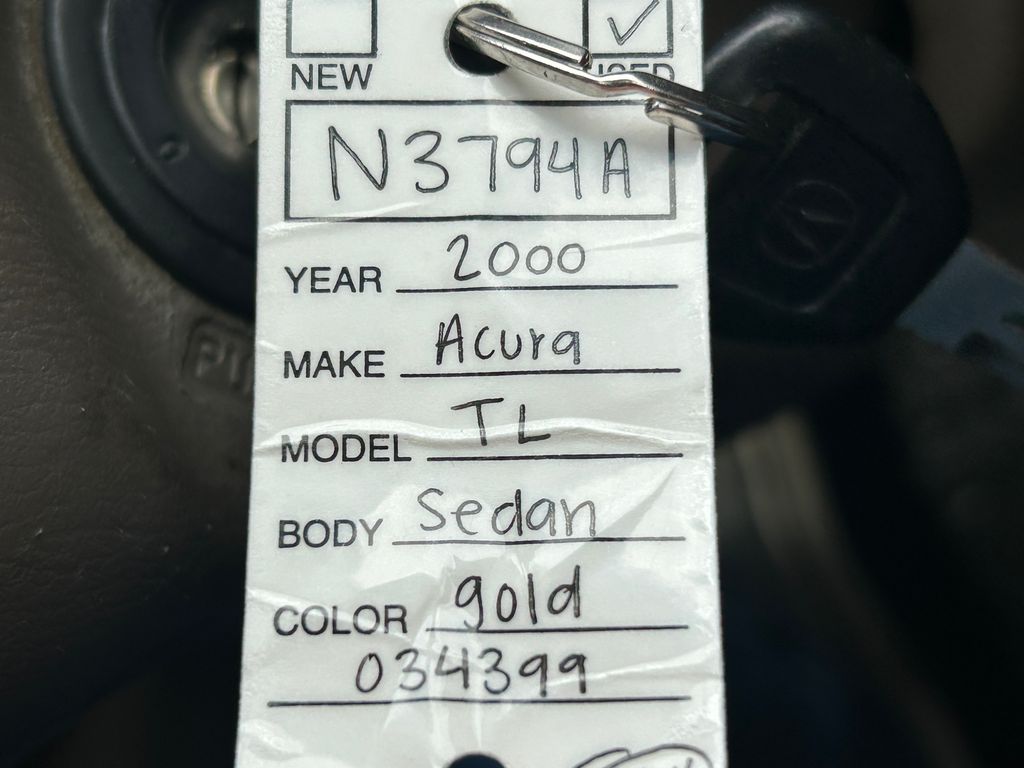 NEW USED
N3794A
YEAR 2000
MAKE Acura
MODEL TL
BODY Sedan
COLOR gold
034399